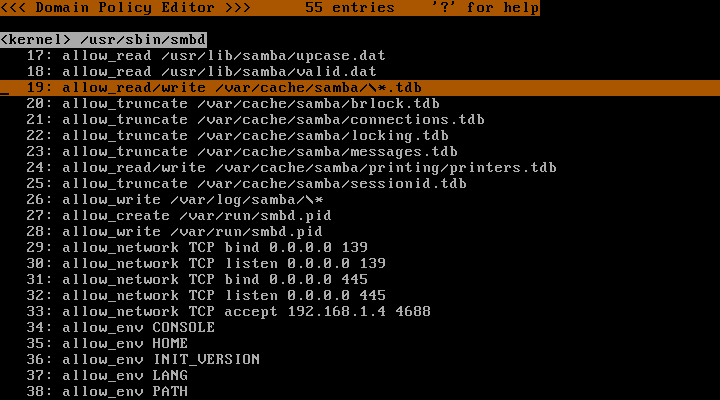 <<< Domain Policy Editor >>> 55 entries '?' for help
<kernel> /usr/sbin/smbd
17: allow_read /usr/lib/samba/upcase.dat
18: allow_read /usr/lib/samba/valid.dat
19: allow_read/write /var/cache/samba/\*.tdb
20: allow_truncate /var/cache/samba/brlock.tdb
21: allow_truncate /var/cache/samba/connections.tdb
22: allow_truncate /var/cache/samba/locking.tdb
23: allow_truncate /var/cache/samba/messages.tdb
24: allow_read/write /var/cache/samba/printing/printers.tdb
25: allow_truncate /var/cache/samba/sessionid.tdb
26: allow_write /var/log/samba/\*
27: allow_create /var/run/smbd.pid
28: allow_write /var/run/smbd.pid
29: allow_network TCP bind 0.0.0.0 139
30: allow_network TCP listen 0.0.0.0 139
31: allow_network TCP bind 0.0.0.0 445
32: allow_network TCP listen 0.0.0.0 445
33: allow_network TCP accept 192.168.1.4 4688
34: allow_env CONSOLE
35: allow_env HOME
36: allow_env INIT_VERSION
37: allow_env LANG
38: allow_env PATH